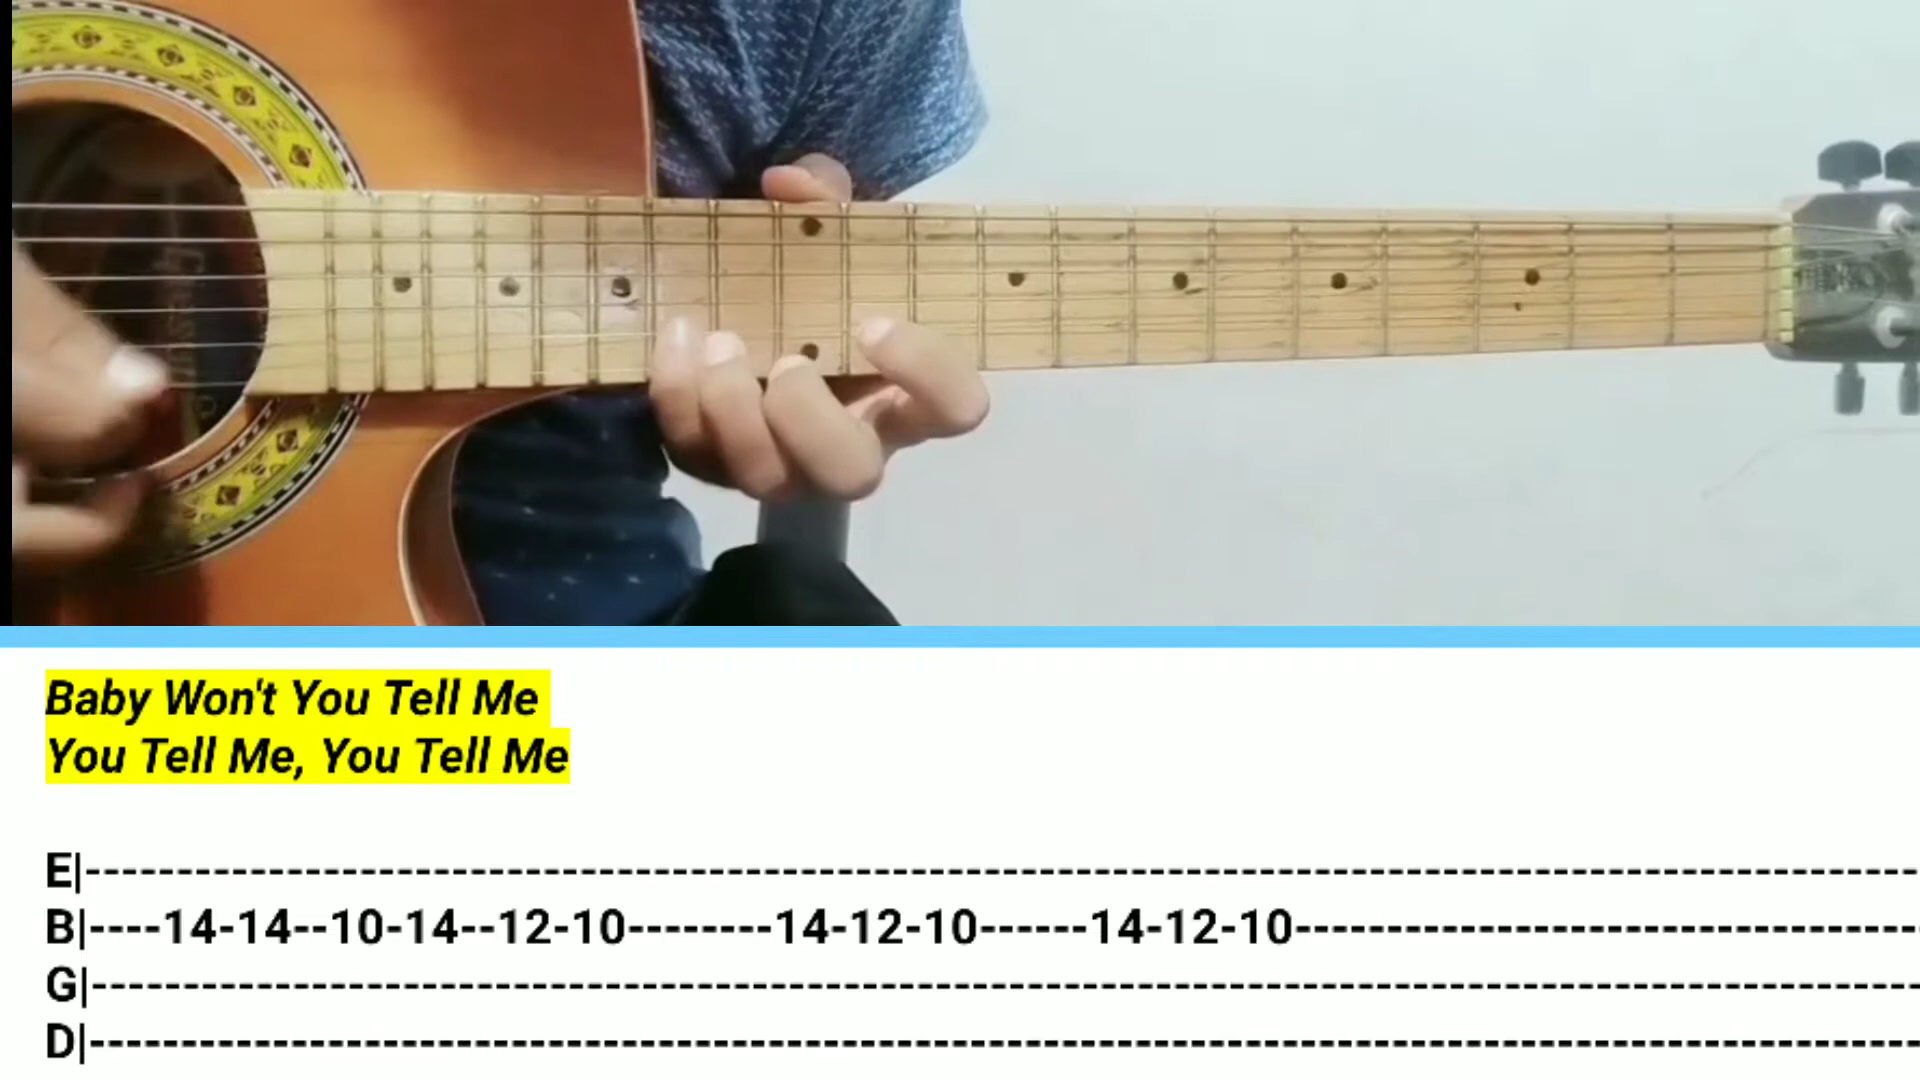 Baby Won't You Tell Me
You Tell Me, You Tell Me
E|---------------------------------------------------------------------------
B|----14-14--10-14--12-10--------14-12-10------14-12-10-----------------------------------
G|---------------------------------------------------------------------------
D|---------------------------------------------------------------------------